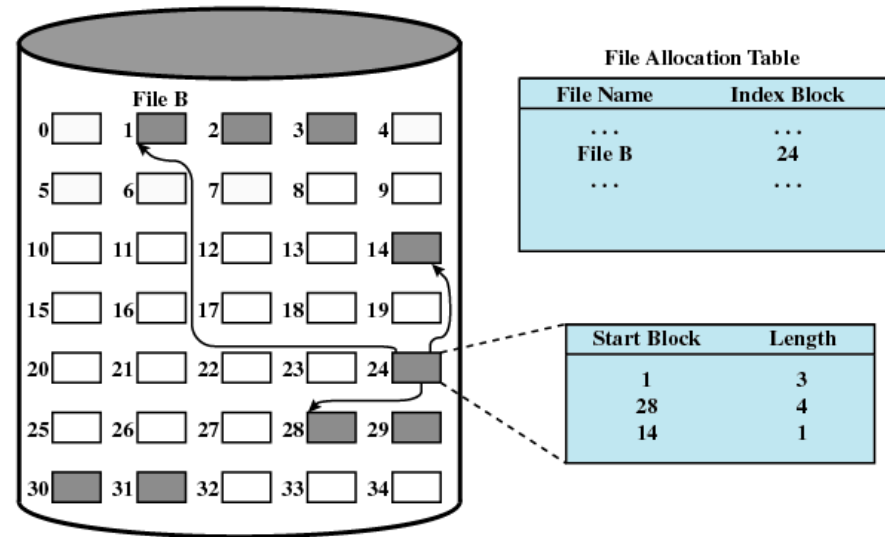 File Allocation Table
File Name Index Block
... ...
File B 24
... ...
File B
0 1 2 3 4
5 6 7 8 9
10 11 12 13 14
15 16 17 18 19
20 21 22 23 24
25 26 27 28 29
30 31 32 33 34
Start Block Length
1 3
28 4
14 1